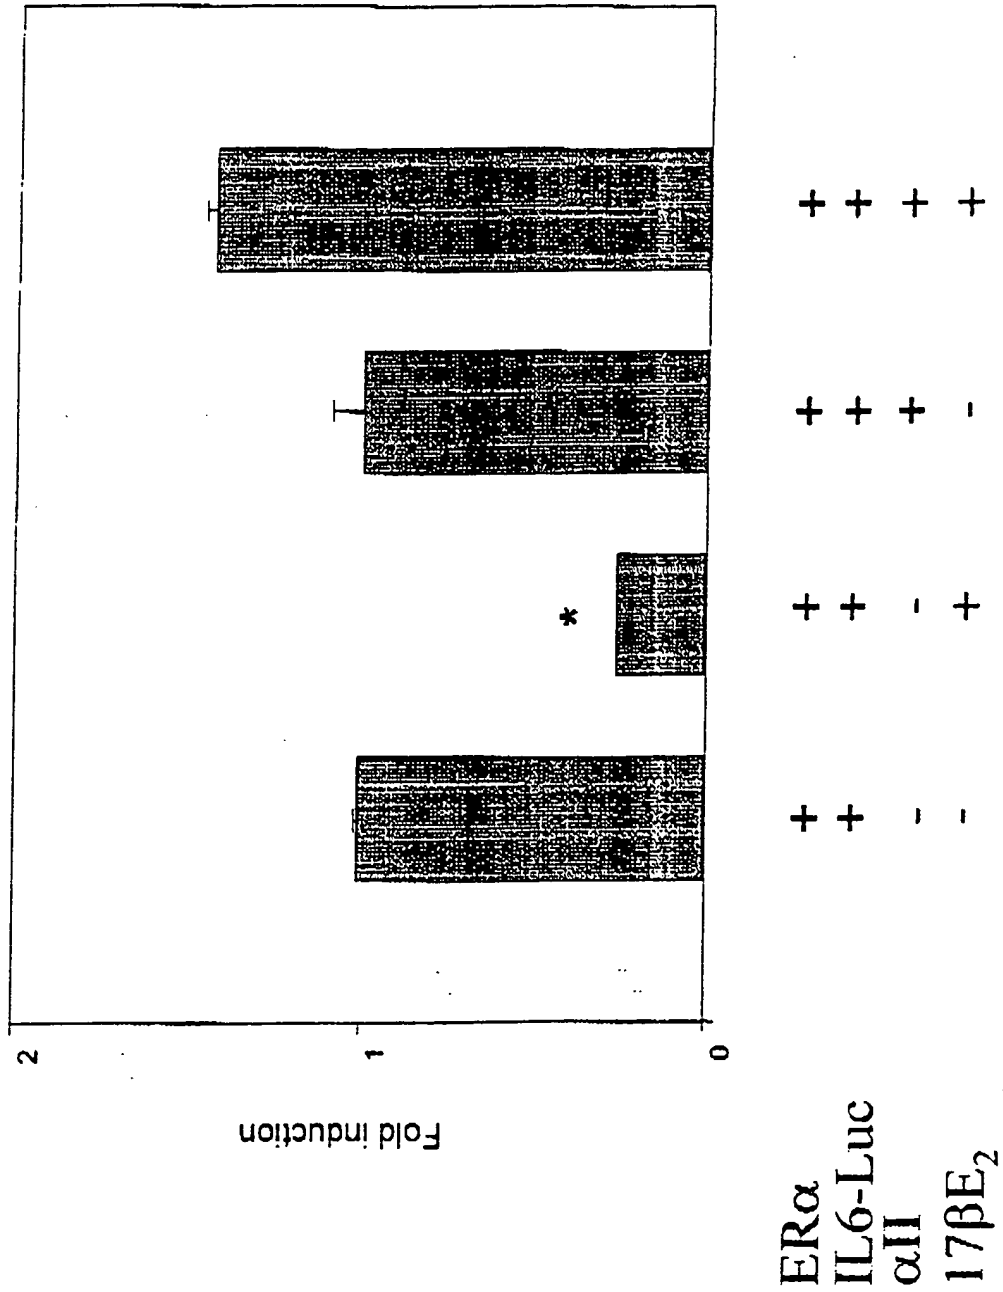 Fold induction
2
1
0
*
ERα + + + +
IL6-Luc + + + +
αII - - + +
17βE₂ - + - +